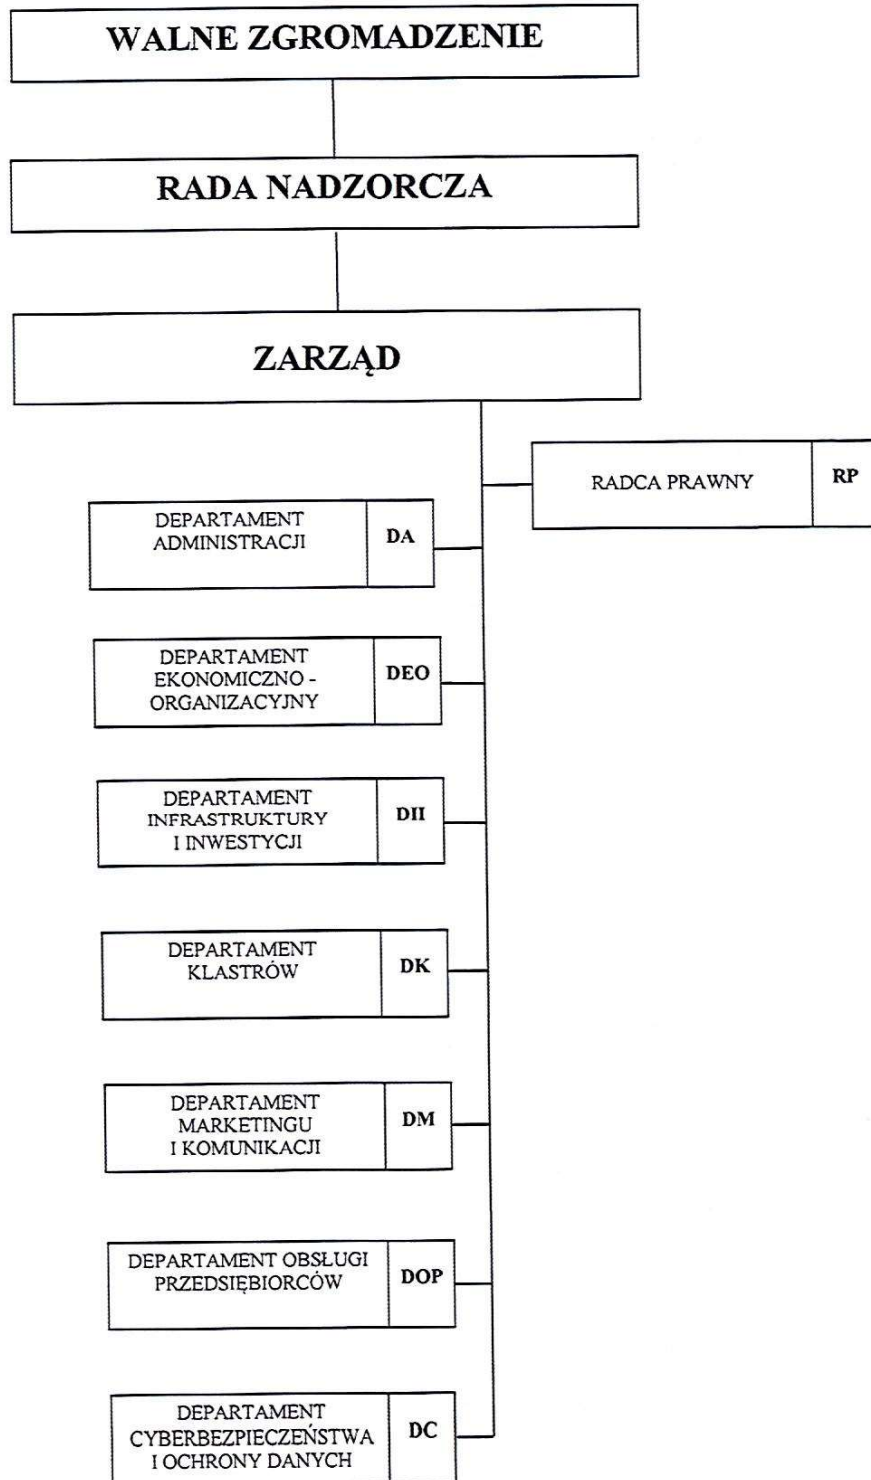 WALNE ZGROMADZENIE
RADA NADZORCZA
ZARZĄD
RADCA PRAWNY
RP
DEPARTAMENT
ADMINISTRACJI
DA
DEPARTAMENT
EKONOMICZNO -
ORGANIZACYJNY
DEO
DEPARTAMENT
INFRASTRUKTURY
I INWESTYCJI
DII
DEPARTAMENT
KLASTRÓW
DK
DEPARTAMENT
MARKETINGU
I KOMUNIKACJI
DM
DEPARTAMENT OBSŁUGI
PRZEDSIĘBIORCÓW
DOP
DEPARTAMENT
CYBERBEZPIECZEŃSTWA
I OCHRONY DANYCH
DC